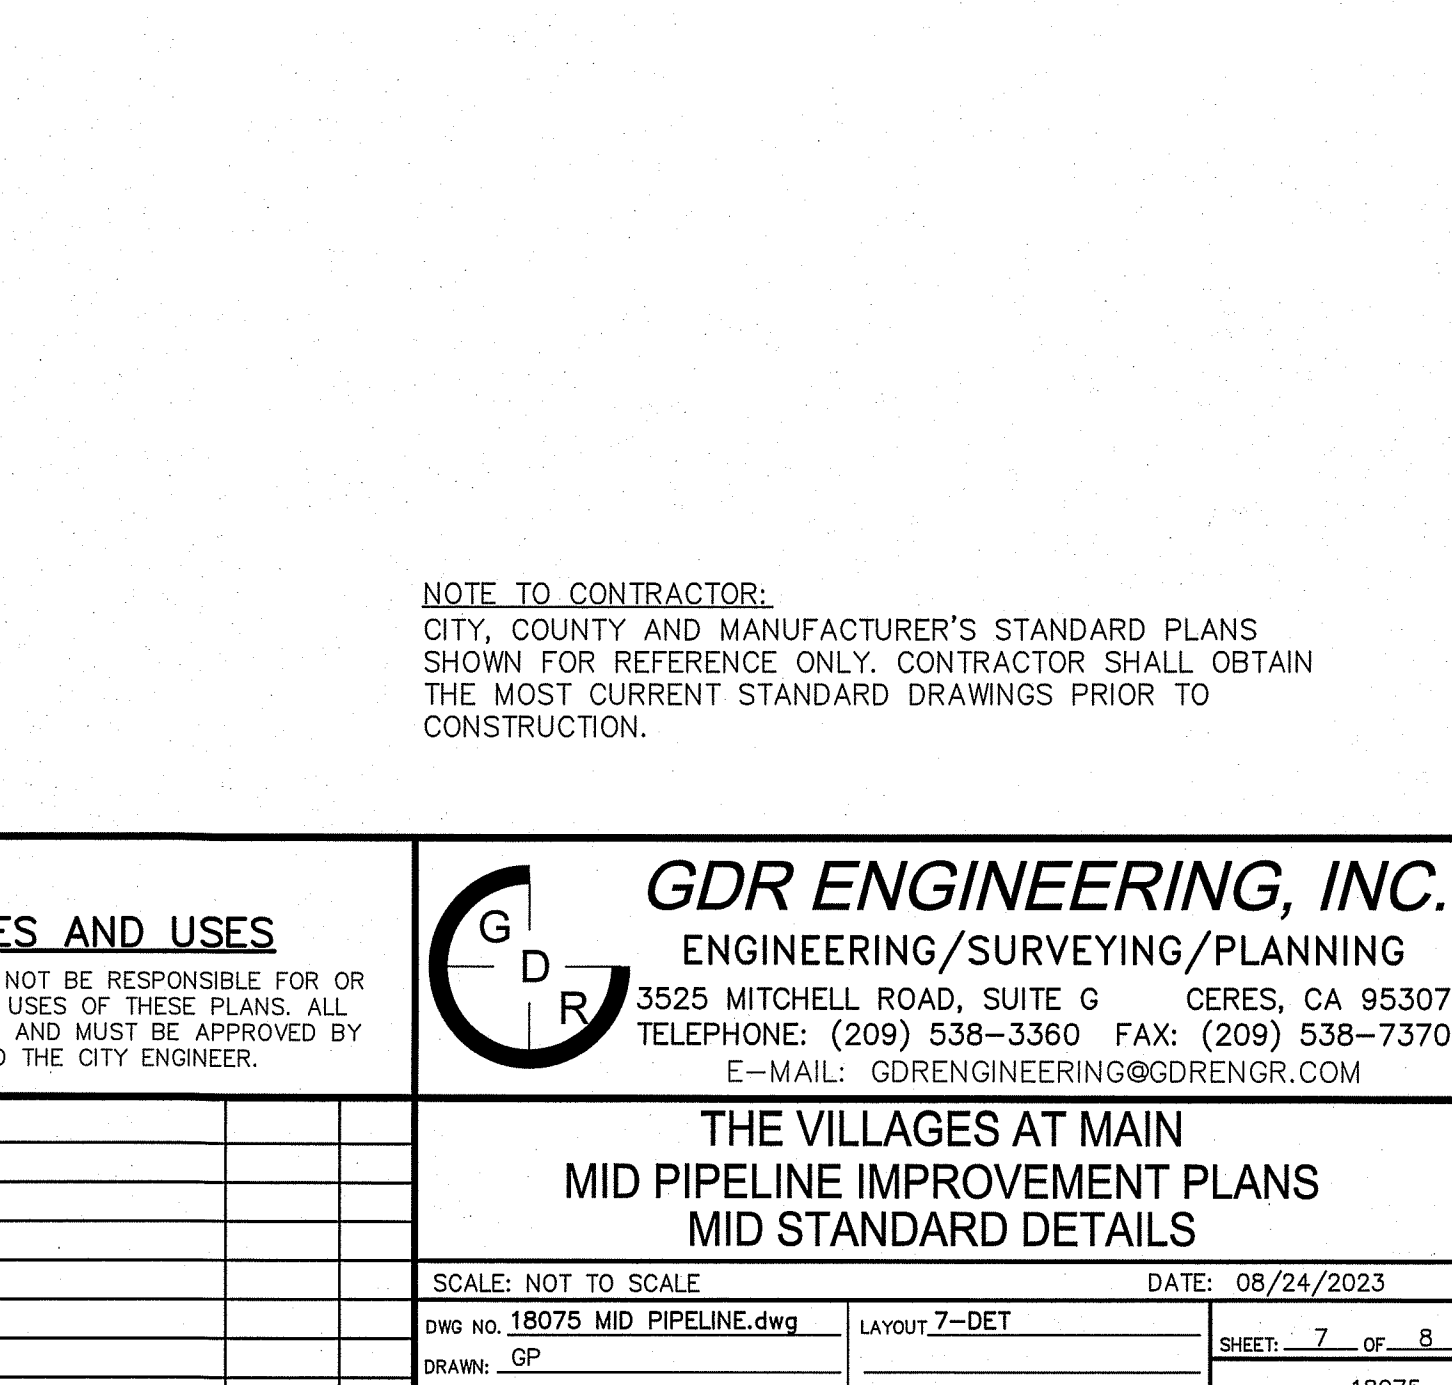 NOTE TO CONTRACTOR:
CITY, COUNTY AND MANUFACTURER'S STANDARD PLANS
SHOWN FOR REFERENCE ONLY. CONTRACTOR SHALL OBTAIN
THE MOST CURRENT STANDARD DRAWINGS PRIOR TO
CONSTRUCTION.
ES AND USES
NOT BE RESPONSIBLE FOR OR
USES OF THESE PLANS. ALL
AND MUST BE APPROVED BY
THE CITY ENGINEER.
G
D
R
GDR ENGINEERING, INC.
ENGINEERING/SURVEYING/PLANNING
3525 MITCHELL ROAD, SUITE G CERES, CA 95307
TELEPHONE: (209) 538-3360 FAX: (209) 538-7370
E-MAIL: GDRENGINEERING@GDRENGR.COM
THE VILLAGES AT MAIN
MID PIPELINE IMPROVEMENT PLANS
MID STANDARD DETAILS
SCALE: NOT TO SCALE DATE: 08/24/2023
DWG NO. 18075 MID PIPELINE.dwg LAYOUT 7-DET SHEET: 7 OF 8
DRAWN: GP